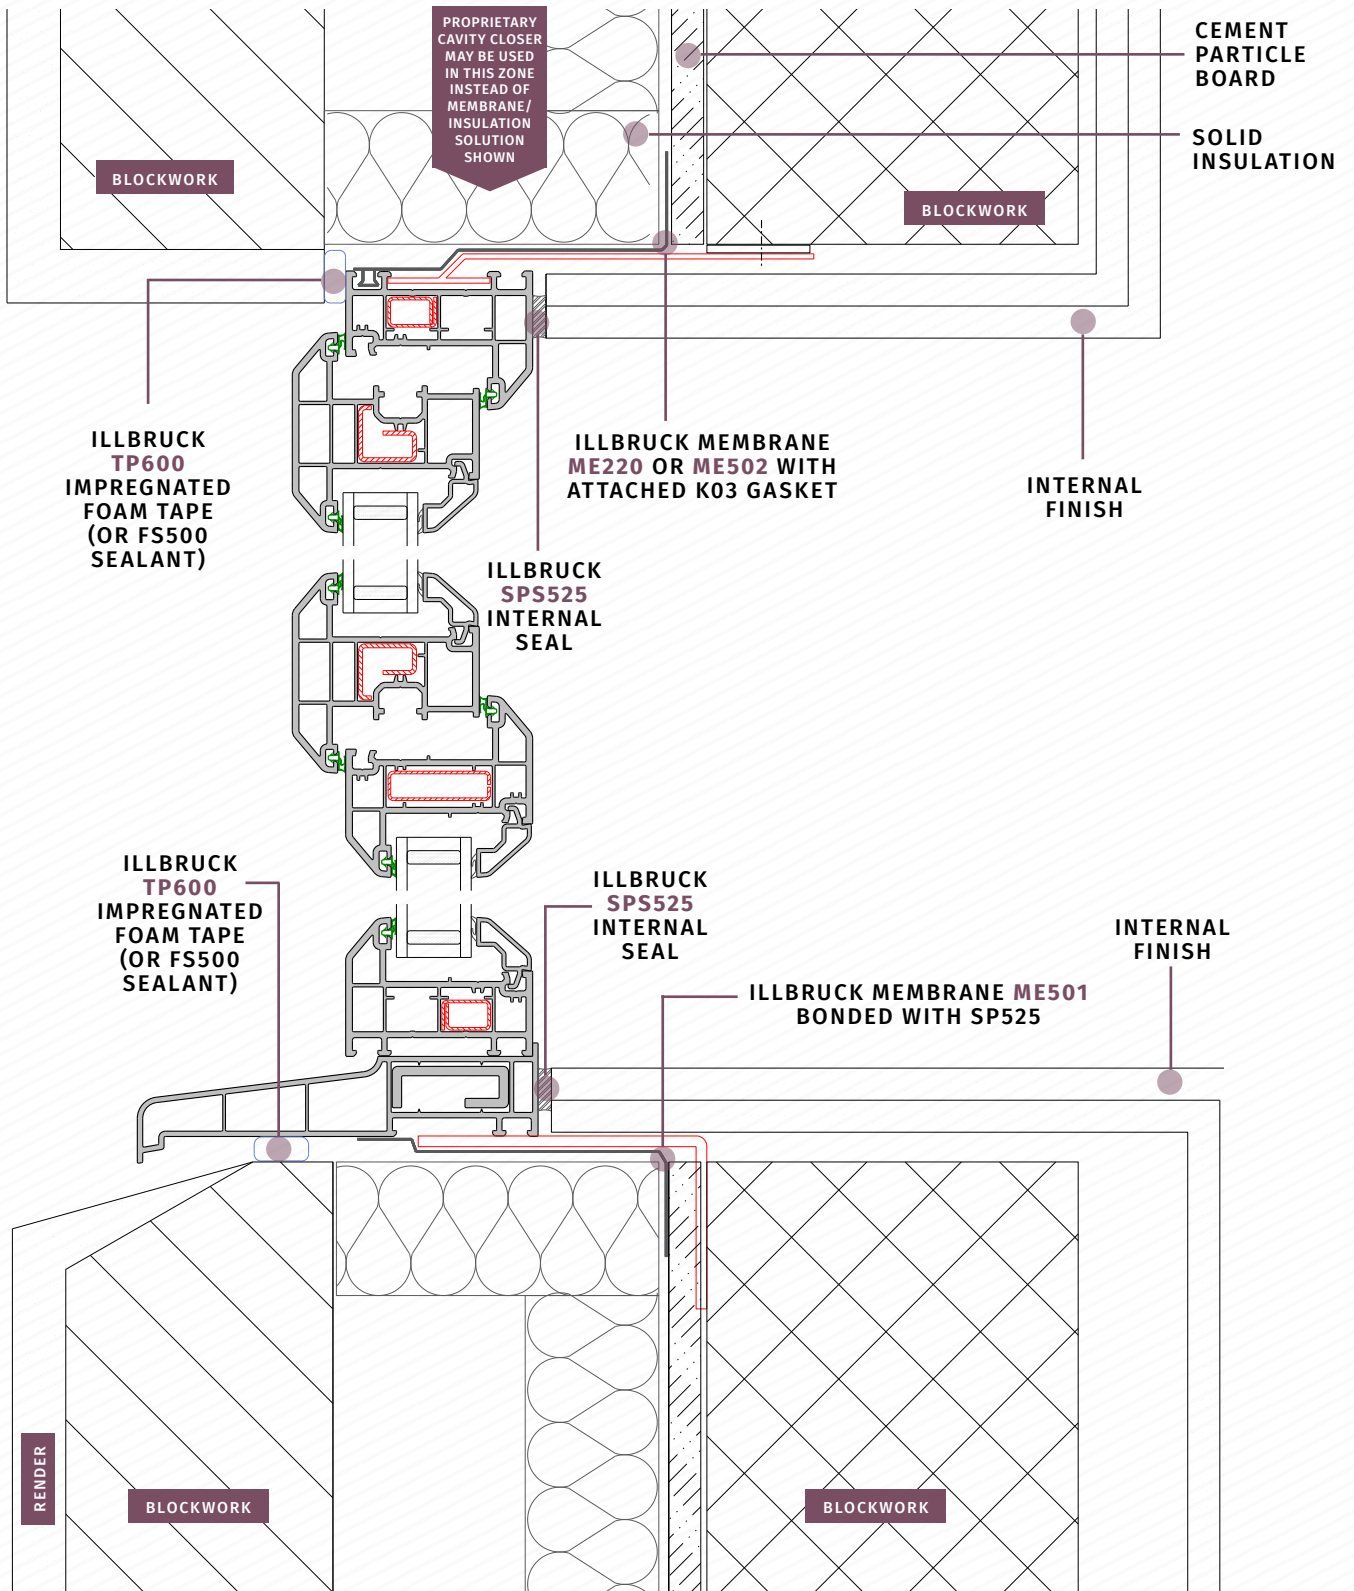 PROPRIETARY
CAVITY CLOSER
MAY BE USED
IN THIS ZONE
INSTEAD OF
MEMBRANE/
INSULATION
SOLUTION
SHOWN
CEMENT
PARTICLE
BOARD
SOLID
INSULATION
BLOCKWORK
BLOCKWORK
ILLBRUCK
TP600
IMPREGNATED
FOAM TAPE
(OR FS500
SEALANT)
ILLBRUCK MEMBRANE
ME220 OR ME502 WITH
ATTACHED K03 GASKET
INTERNAL
FINISH
ILLBRUCK
SPS525
INTERNAL
SEAL
ILLBRUCK
TP600
IMPREGNATED
FOAM TAPE
(OR FS500
SEALANT)
ILLBRUCK
SPS525
INTERNAL
SEAL
INTERNAL
FINISH
ILLBRUCK MEMBRANE ME501
BONDED WITH SP525
RENDER
BLOCKWORK
BLOCKWORK